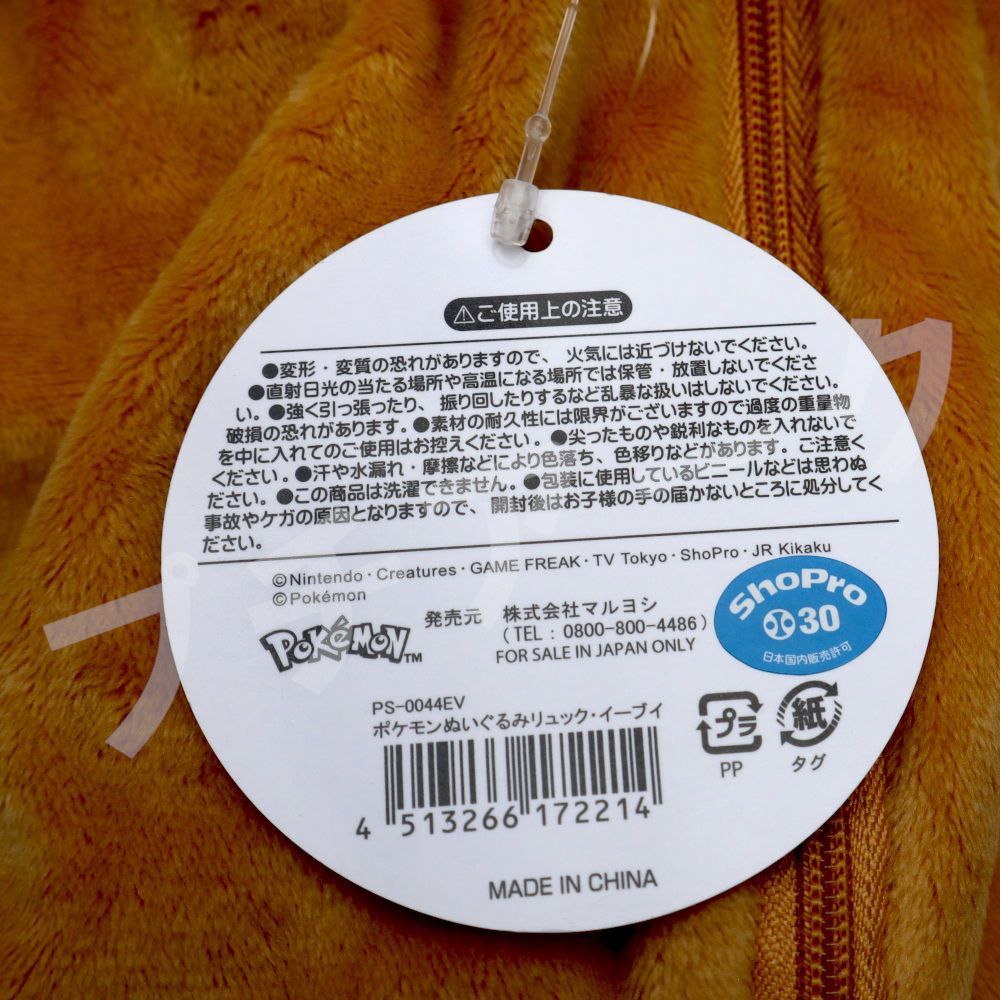 ⚠ご使用上の注意
●変形・変質の恐れがありますので、火気には近づけないでください。
●直射日光の当たる場所や高温になる場所では保管・放置しないでくださ
い。●強く引っ張ったり、振り回したりするなど乱暴な扱いはしないでください。
破損の恐れがあります。●素材の耐久性には限界がございますので過度の重量物
を中に入れてのご使用はお控えください。●尖ったものや鋭利なものを入れないで
ください。●汗や水漏れ・摩擦などにより色落ち、色移りなどがあります。ご注意く
ださい。●この商品は洗濯できません。●包装に使用しているビニールなどは思わぬ
事故やケガの原因となりますので、開封後はお子様の手の届かないところに処分してく
ださい。
©Nintendo・Creatures・GAME FREAK・TV Tokyo・ShoPro・JR Kikaku
©Pokémon
POKéMON™
発売元 株式会社マルヨシ
(TEL:0800-800-4486)
FOR SALE IN JAPAN ONLY
ShoPro
30
日本国内販売許可
PS-0044EV
ポケモンぬいぐるみリュック・イーブイ
プラ
PP
紙
タグ
4 513266 172214
MADE IN CHINA